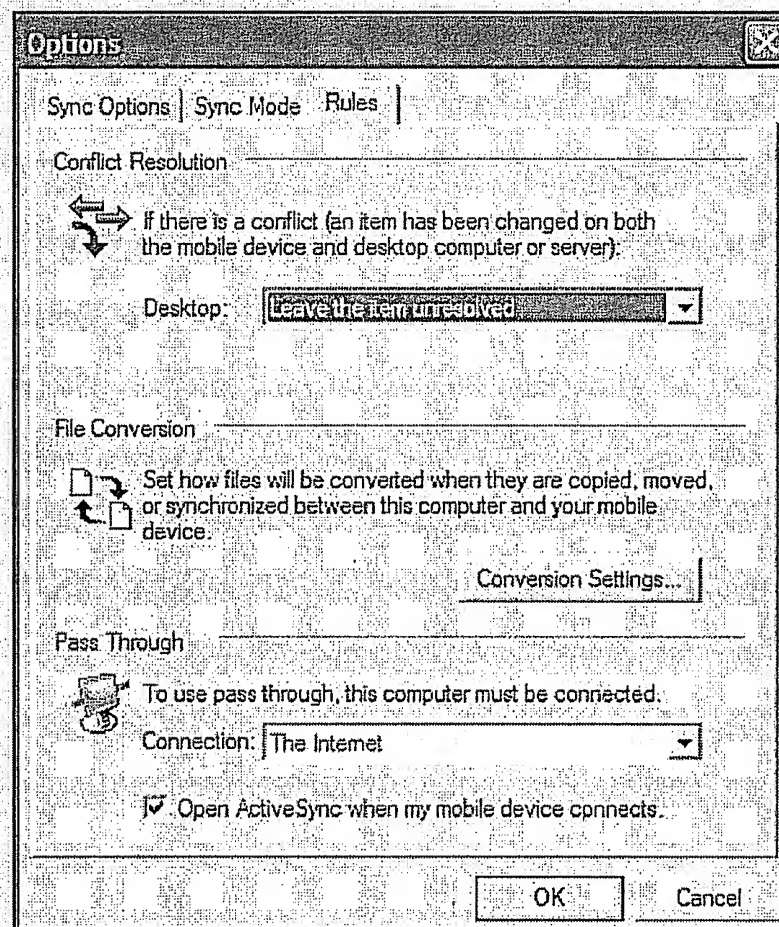 Options
Sync Options Sync Mode Rules
Conflict Resolution
If there is a conflict (an item has been changed on both
the mobile device and desktop computer or server):
Desktop: Leave the item unresolved
File Conversion
Set how files will be converted when they are copied, moved,
or synchronized between this computer and your mobile
device.
Conversion Settings...
Pass Through
To use pass through, this computer must be connected.
Connection: The Internet
Open ActiveSync when my mobile device connects.
OK Cancel